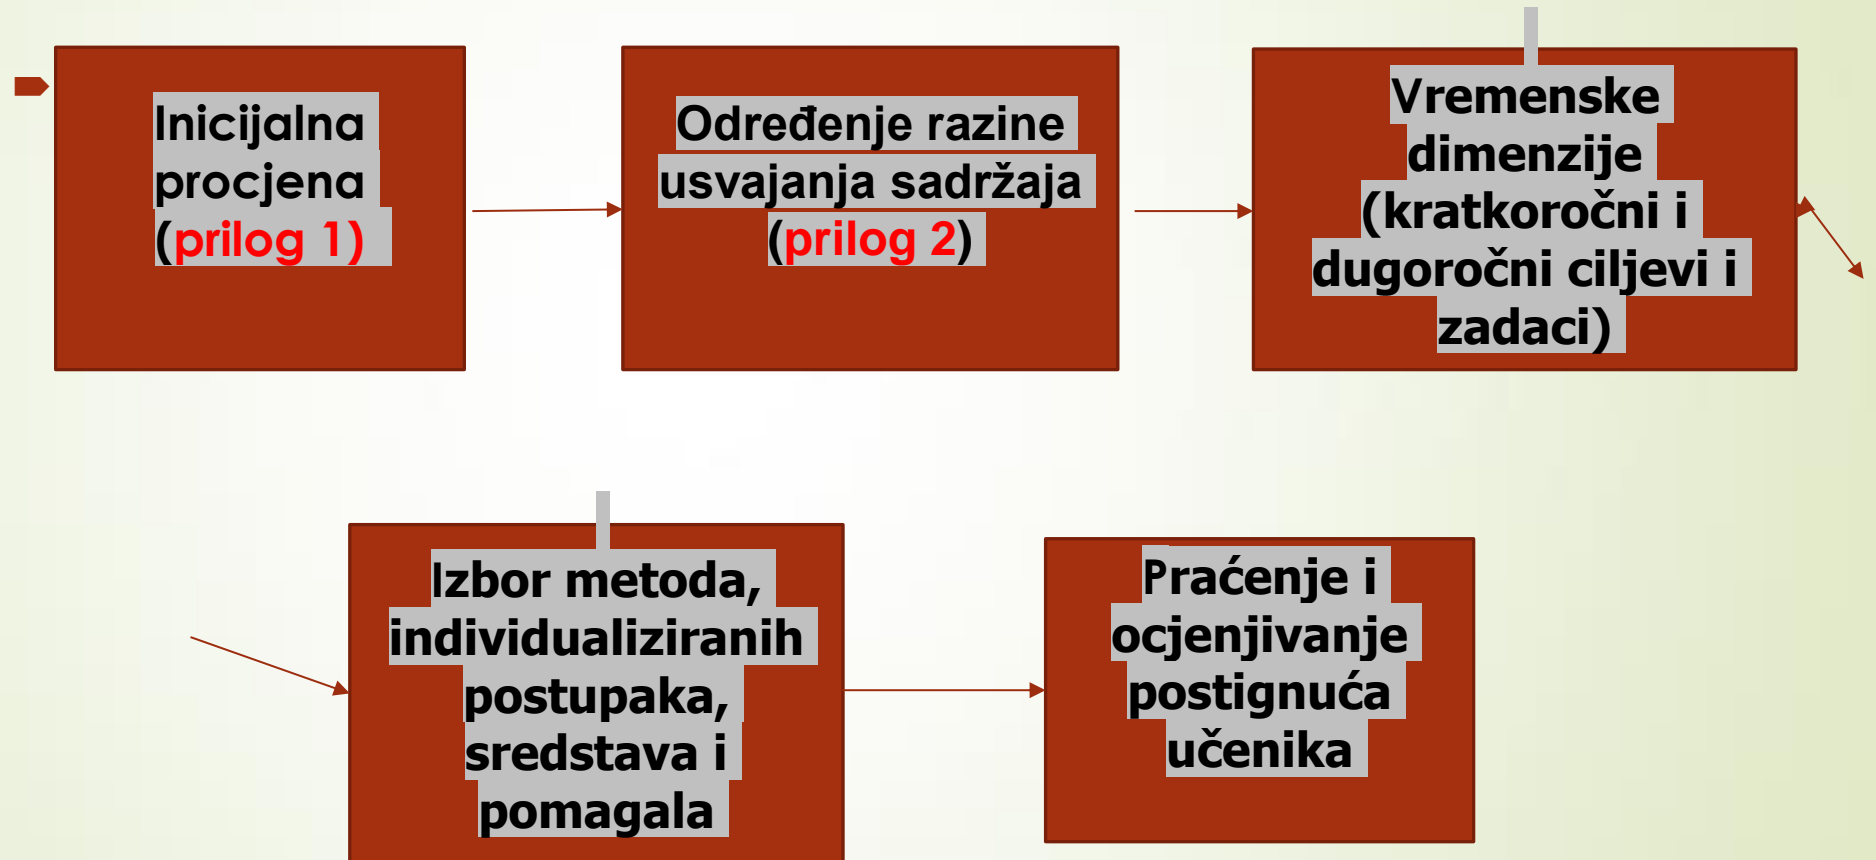 Inicijalna
procjena
(prilog 1)
Određenje razine
usvajanja sadržaja
(prilog 2)
Vremenske
dimenzije
(kratkoročni i
dugoročni ciljevi i
zadaci)
Izbor metoda,
individualiziranih
postupaka,
sredstava i
pomagala
Praćenje i
ocjenjivanje
postignuća
učenika